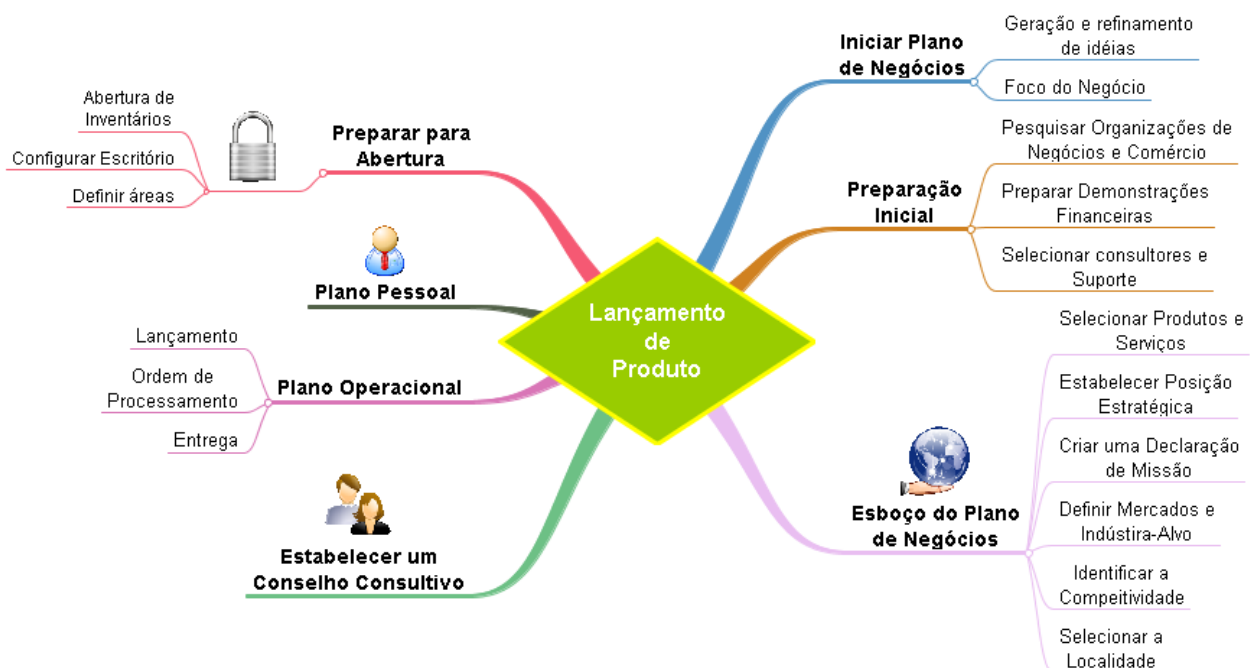 Lançamento
de
Produto
Iniciar Plano
de Negócios
Geração e refinamento
de idéias
Foco do Negócio
Preparação
Inicial
Pesquisar Organizações de
Negócios e Comércio
Preparar Demonstrações
Financeiras
Selecionar consultores e
Suporte
Esboço do Plano
de Negócios
Selecionar Produtos e
Serviços
Estabelecer Posição
Estratégica
Criar uma Declaração
de Missão
Definir Mercados e
Indústira-Alvo
Identificar a
Compeitividade
Selecionar a
Localidade
Estabelecer um
Conselho Consultivo
Plano Operacional
Lançamento
Ordem de
Processamento
Entrega
Plano Pessoal
Preparar para
Abertura
Abertura de
Inventários
Configurar Escritório
Definir áreas